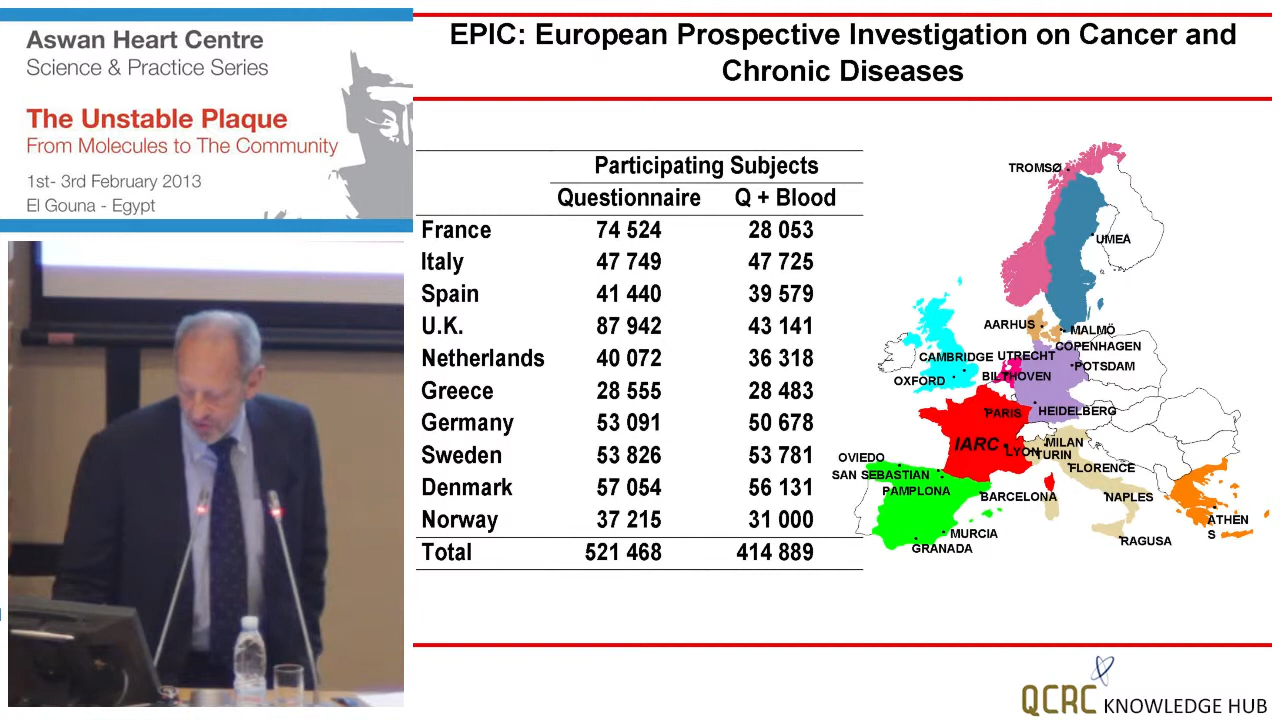 Aswan Heart Centre
Science & Practice Series
The Unstable Plaque
From Molecules to The Community
1st- 3rd February 2013
El Gouna - Egypt
EPIC: European Prospective Investigation on Cancer and
Chronic Diseases
Participating Subjects
Questionnaire Q + Blood
France 74 524 28 053
Italy 47 749 47 725
Spain 41 440 39 579
U.K. 87 942 43 141
Netherlands 40 072 36 318
Greece 28 555 28 483
Germany 53 091 50 678
Sweden 53 826 53 781
Denmark 57 054 56 131
Norway 37 215 31 000
Total 521 468 414 889
TROMSØ
UMEA
AARHUS
MALMÖ
COPENHAGEN
CAMBRIDGE
UTRECHT
POTSDAM
OXFORD
BILTHOVEN
PARIS
HEIDELBERG
IARC
LYON
MILAN
TURIN
OVIEDO
FLORENCE
SAN SEBASTIAN
PAMPLONA
BARCELONA
NAPLES
ATHEN
S
MURCIA
RAGUSA
GRANADA
QCRC KNOWLEDGE HUB